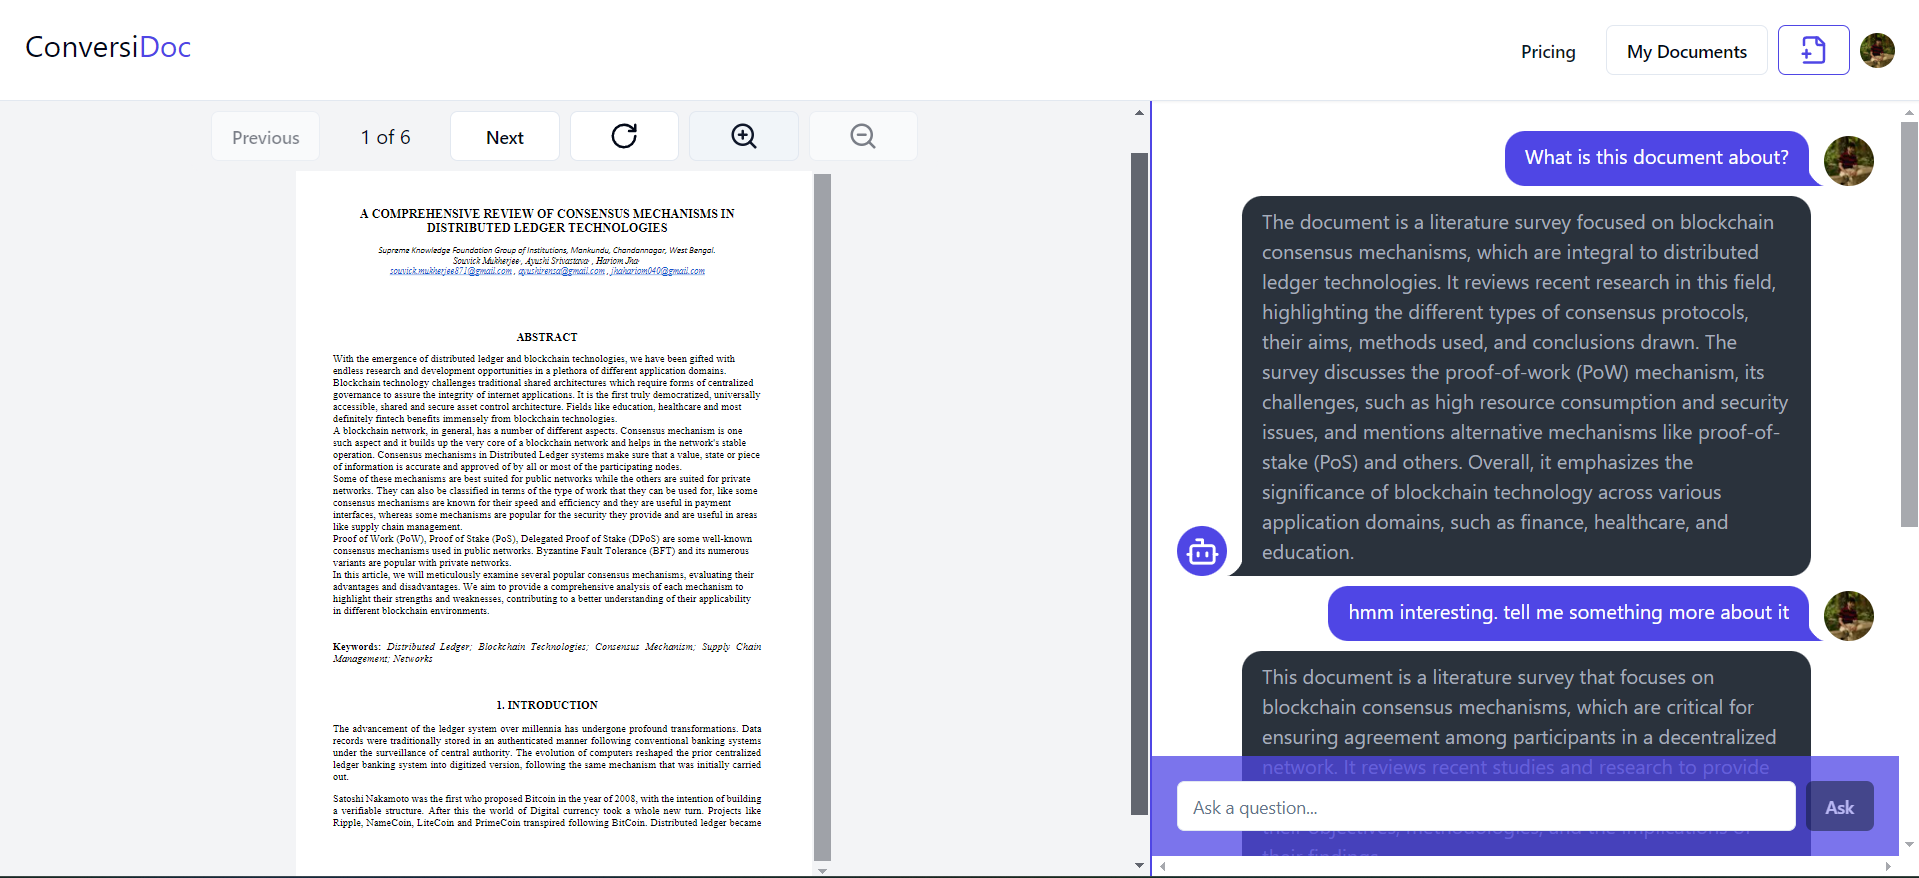 ConversiDoc
Pricing
My Documents
Previous
1 of 6
Next
A COMPREHENSIVE REVIEW OF CONSENSUS MECHANISMS IN
DISTRIBUTED LEDGER TECHNOLOGIES
Supreme Knowledge Foundation Group of Institutions, Mankundu, Chandannagar, West Bengal.
Souvick Mukherjee, Ayushi Srivastava, Hariom Jha
souvick.mukherjee871@gmail.com, ayushirensa@gmail.com, jhahariom040@gmail.com
ABSTRACT
With the emergence of distributed ledger and blockchain technologies, we have been gifted with
endless research and development opportunities in a plethora of different application domains.
Blockchain technology challenges traditional shared architectures which require forms of centralized
governance to assure the integrity of internet applications. It is the first truly democratized, universally
accessible, shared and secure asset control architecture. Fields like education, healthcare and most
definitely fintech benefits immensely from blockchain technologies.
A blockchain network, in general, has a number of different aspects. Consensus mechanism is one
such aspect and it builds up the very core of a blockchain network and helps in the network's stable
operation. Consensus mechanisms in Distributed Ledger systems make sure that a value, state or piece
of information is accurate and approved of by all or most of the participating nodes.
Some of these mechanisms are best suited for public networks while the others are suited for private
networks. They can also be classified in terms of the type of work that they can be used for, like some
consensus mechanisms are known for their speed and efficiency and they are useful in payment
interfaces, whereas some mechanisms are popular for the security they provide and are useful in areas
like supply chain management.
Proof of Work (PoW), Proof of Stake (PoS), Delegated Proof of Stake (DPoS) are some well-known
consensus mechanisms used in public networks. Byzantine Fault Tolerance (BFT) and its numerous
variants are popular with private networks.
In this article, we will meticulously examine several popular consensus mechanisms, evaluating their
advantages and disadvantages. We aim to provide a comprehensive analysis of each mechanism to
highlight their strengths and weaknesses, contributing to a better understanding of their applicability
in different blockchain environments.
Keywords: Distributed Ledger; Blockchain Technologies; Consensus Mechanism; Supply Chain
Management; Networks
1. INTRODUCTION
The advancement of the ledger system over millennia has undergone profound transformations. Data
records were traditionally stored in an authenticated manner following conventional banking systems
under the surveillance of central authority. The evolution of computers reshaped the prior centralized
ledger banking system into digitized version, following the same mechanism that was initially carried
out.
Satoshi Nakamoto was the first who proposed Bitcoin in the year of 2008, with the intention of building
a verifiable structure. After this the world of Digital currency took a whole new turn. Projects like
Ripple, NameCoin, LiteCoin and PrimeCoin transpired following BitCoin. Distributed ledger became
What is this document about?
The document is a literature survey focused on blockchain
consensus mechanisms, which are integral to distributed
ledger technologies. It reviews recent research in this field,
highlighting the different types of consensus protocols,
their aims, methods used, and conclusions drawn. The
survey discusses the proof-of-work (PoW) mechanism, its
challenges, such as high resource consumption and security
issues, and mentions alternative mechanisms like proof-of-
stake (PoS) and others. Overall, it emphasizes the
significance of blockchain technology across various
application domains, such as finance, healthcare, and
education.
hmm interesting. tell me something more about it
This document is a literature survey that focuses on
blockchain consensus mechanisms, which are critical for
ensuring agreement among participants in a decentralized
network. It reviews recent studies and research to provide
Ask a question...
Ask
their objectives, methodologies, and the implications of
their findings.